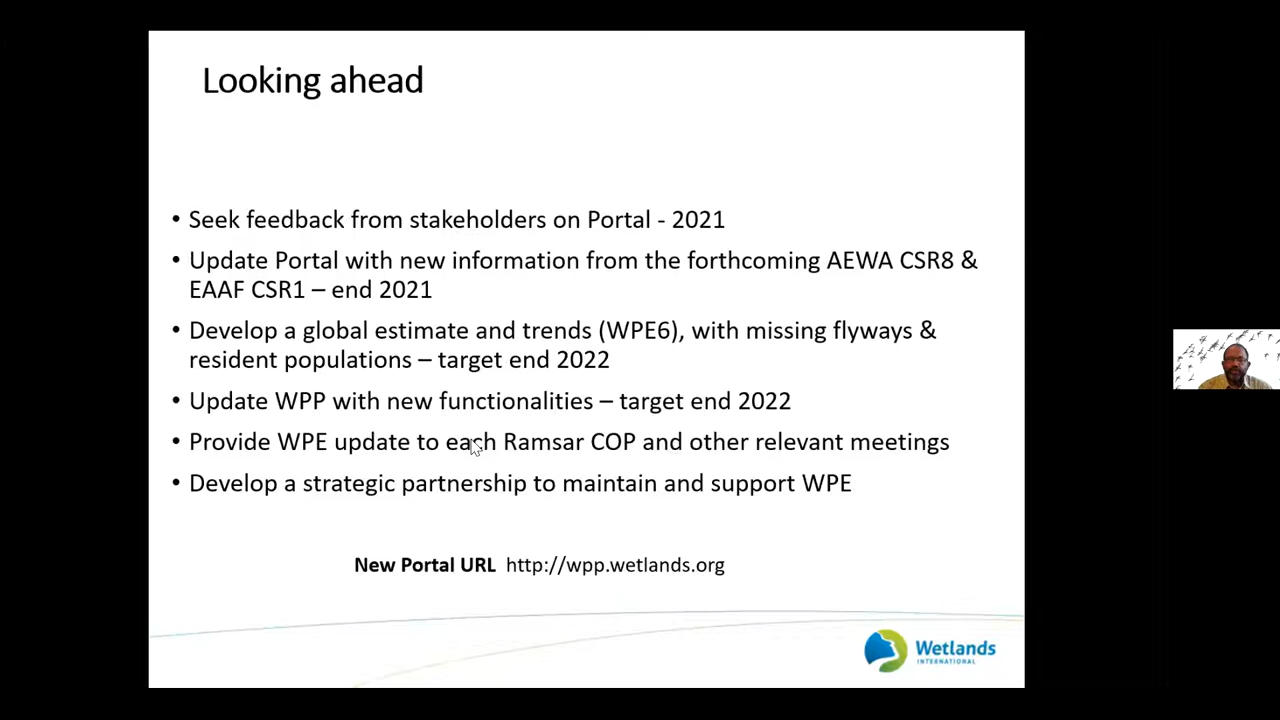 Looking ahead
• Seek feedback from stakeholders on Portal - 2021
• Update Portal with new information from the forthcoming AEWA CSR8 &
EAAF CSR1 – end 2021
• Develop a global estimate and trends (WPE6), with missing flyways &
resident populations – target end 2022
• Update WPP with new functionalities – target end 2022
• Provide WPE update to each Ramsar COP and other relevant meetings
• Develop a strategic partnership to maintain and support WPE
New Portal URL http://wpp.wetlands.org
Wetlands
INTERNATIONAL